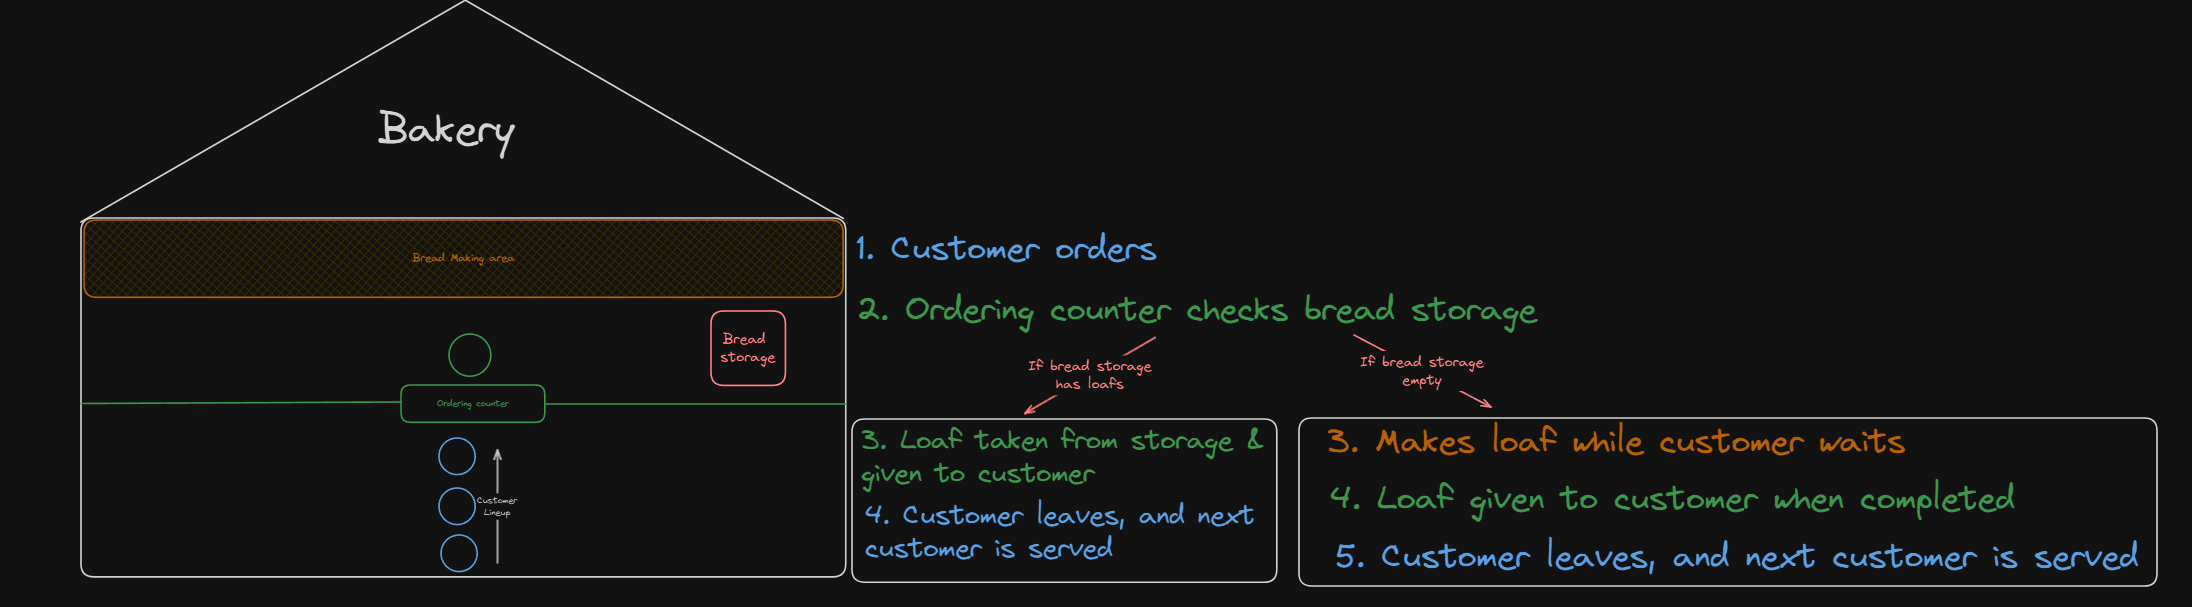 Bakery
Bread Making area
Bread
storage
Ordering counter
Customer
Lineup
1. Customer orders
2. Ordering counter checks bread storage
If bread storage
has loafs
If bread storage
empty
3. Loaf taken from storage &
given to customer
4. Customer leaves, and next
customer is served
3. Makes loaf while customer waits
4. Loaf given to customer when completed
5. Customer leaves, and next customer is served